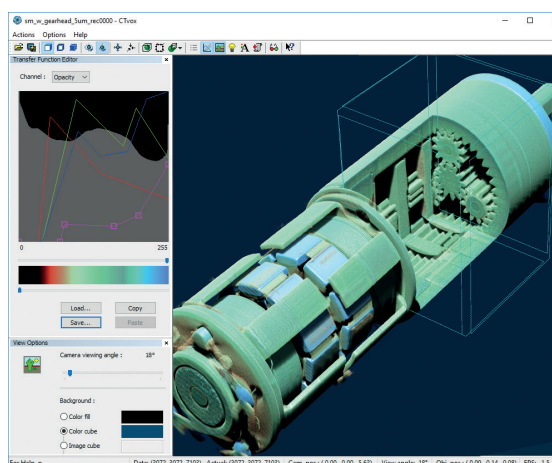 sm_w_gearhead_5um_rec0000 - CTvox
Actions Options Help
Transfer Function Editor
Channel : Opacity
0 255
Load... Copy
Save... Paste
View Options
Camera viewing angle : 18°
Background :
Color fill
Color cube
Image cube